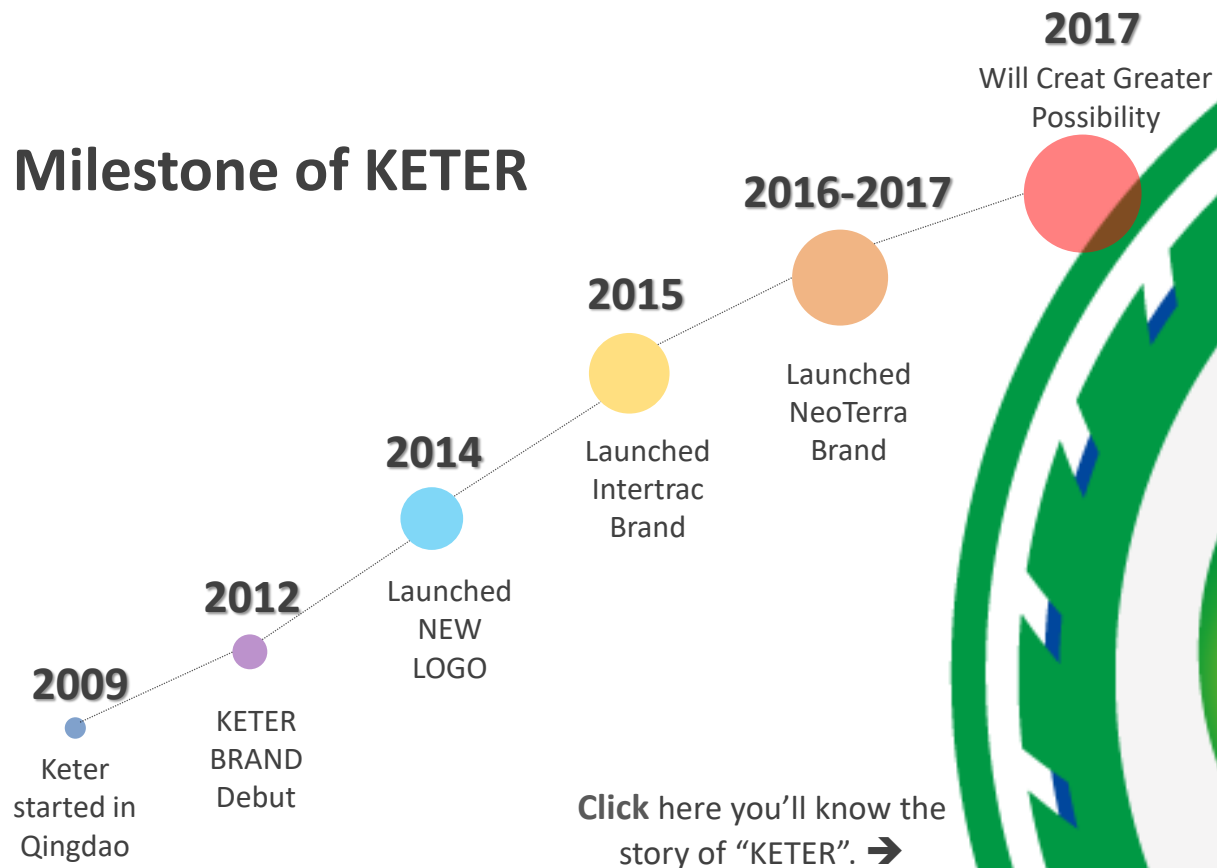 Milestone of KETER
2009
Keter
started in
Qingdao
2012
KETER
BRAND
Debut
2014
Launched
NEW
LOGO
2015
Launched
Intertrac
Brand
2016-2017
Launched
NeoTerra
Brand
2017
Will Creat Greater
Possibility
Click here you’ll know the
story of “KETER”. ➔